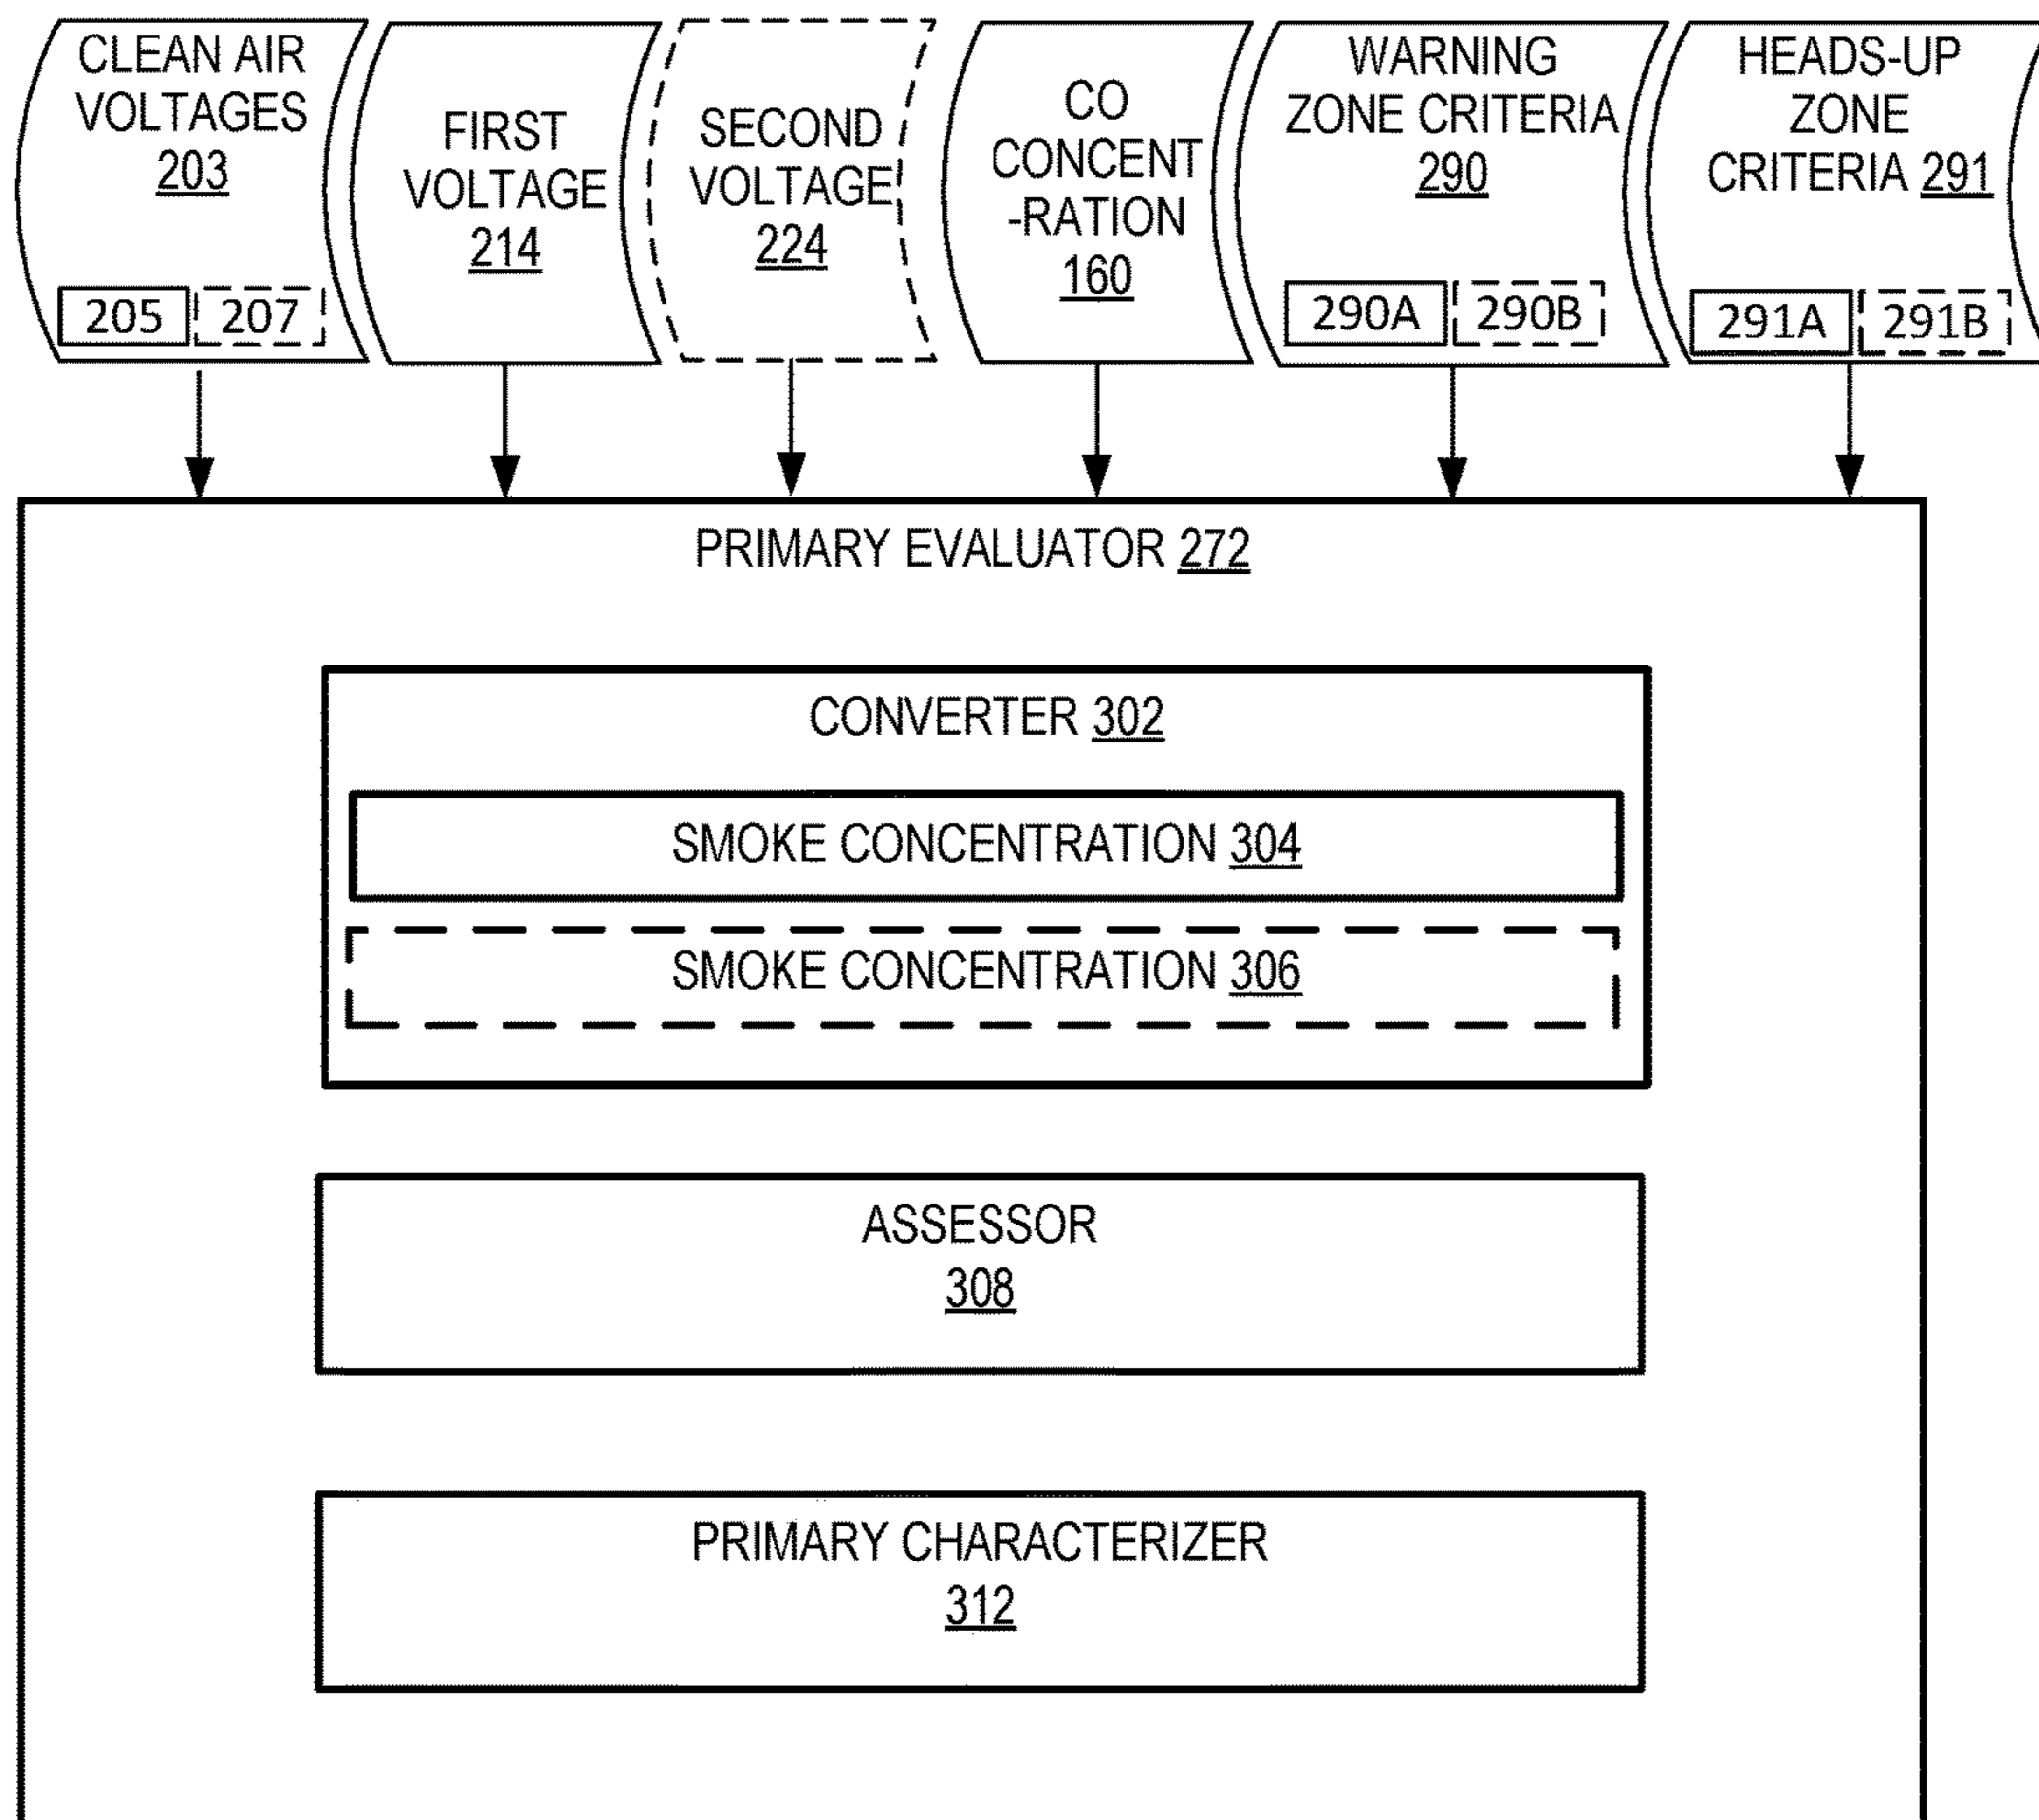 CLEAN AIR
VOLTAGES
203
205 207
FIRST
VOLTAGE
214
SECOND
VOLTAGE
224
CO
CONCENT
-RATION
160
WARNING
ZONE CRITERIA
290
290A 290B
HEADS-UP
ZONE
CRITERIA 291
291A 291B
PRIMARY EVALUATOR 272
CONVERTER 302
SMOKE CONCENTRATION 304
SMOKE CONCENTRATION 306
ASSESSOR
308
PRIMARY CHARACTERIZER
312